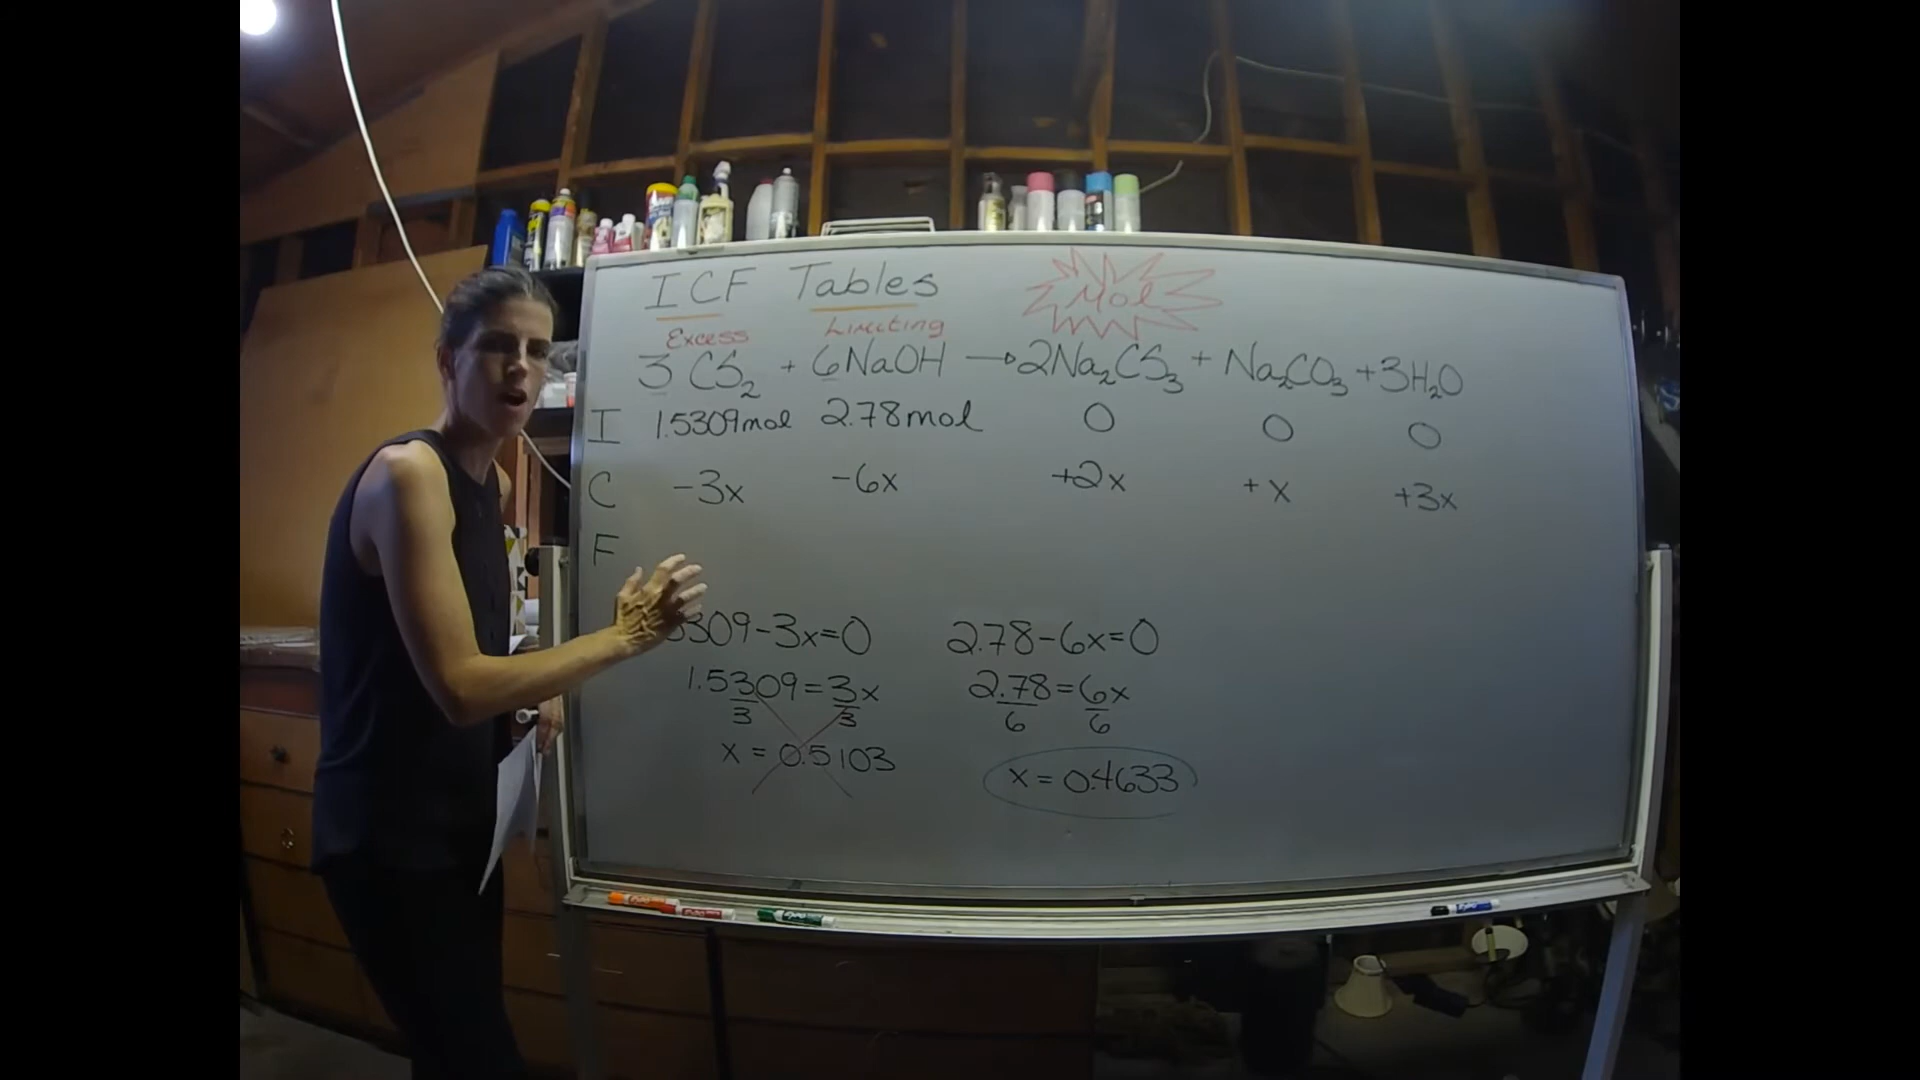 ICF Tables
Mol
Excess Limiting
3 CS₂ + 6NaOH → 2Na₂CS₃ + Na₂CO₃ + 3H₂O
I 1.5309mol 2.78mol 0 0 0
C -3x -6x +2x +x +3x
F
309-3x=0 2.78-6x=0
1.5309=3x 2.78=6x
3 3 6 6
x = 0.5103 x = 0.4633